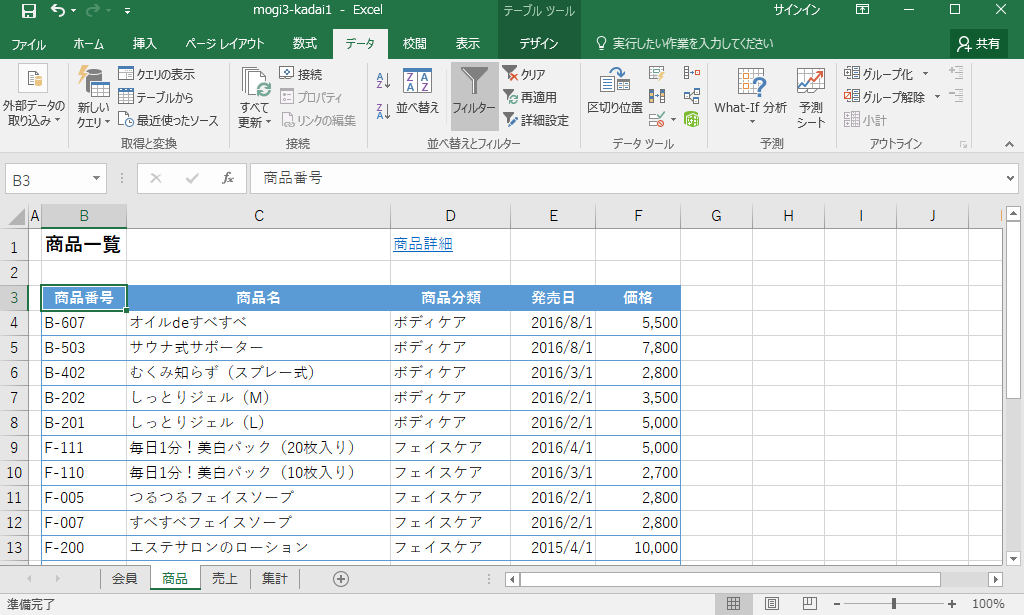 mogi3-kadai1 - Excel
テーブル ツール
サインイン
ファイル ホーム 挿入 ページ レイアウト 数式 データ 校閲 表示 デザイン 実行したい作業を入力してください 共有
外部データの
取り込み
新しい
クエリ
クエリの表示
テーブルから
最近使ったソース
取得と変換
すべて
更新
接続
プロパティ
リンクの編集
接続
並べ替え
フィルター
クリア
再適用
詳細設定
並べ替えとフィルター
区切り位置
データ ツール
What-If 分析
予測
シート
予測
グループ化
グループ解除
小計
アウトライン
B3
fx
商品番号
A B C D E F G H I J
1 商品一覧 商品詳細
2
3 商品番号 商品名 商品分類 発売日 価格
4 B-607 オイルdeすべすべ ボディケア 2016/8/1 5,500
5 B-503 サウナ式サポーター ボディケア 2016/8/1 7,800
6 B-402 むくみ知らず（スプレー式） ボディケア 2016/3/1 2,800
7 B-202 しっとりジェル（M） ボディケア 2016/2/1 3,500
8 B-201 しっとりジェル（L） ボディケア 2016/2/1 5,000
9 F-111 毎日1分！美白パック（20枚入り） フェイスケア 2016/4/1 5,000
10 F-110 毎日1分！美白パック（10枚入り） フェイスケア 2016/3/1 2,700
11 F-005 つるつるフェイスソープ フェイスケア 2016/2/1 2,800
12 F-007 すべすべフェイスソープ フェイスケア 2016/2/1 2,800
13 F-200 エステサロンのローション フェイスケア 2015/4/1 10,000
会員 商品 売上 集計
準備完了
100%